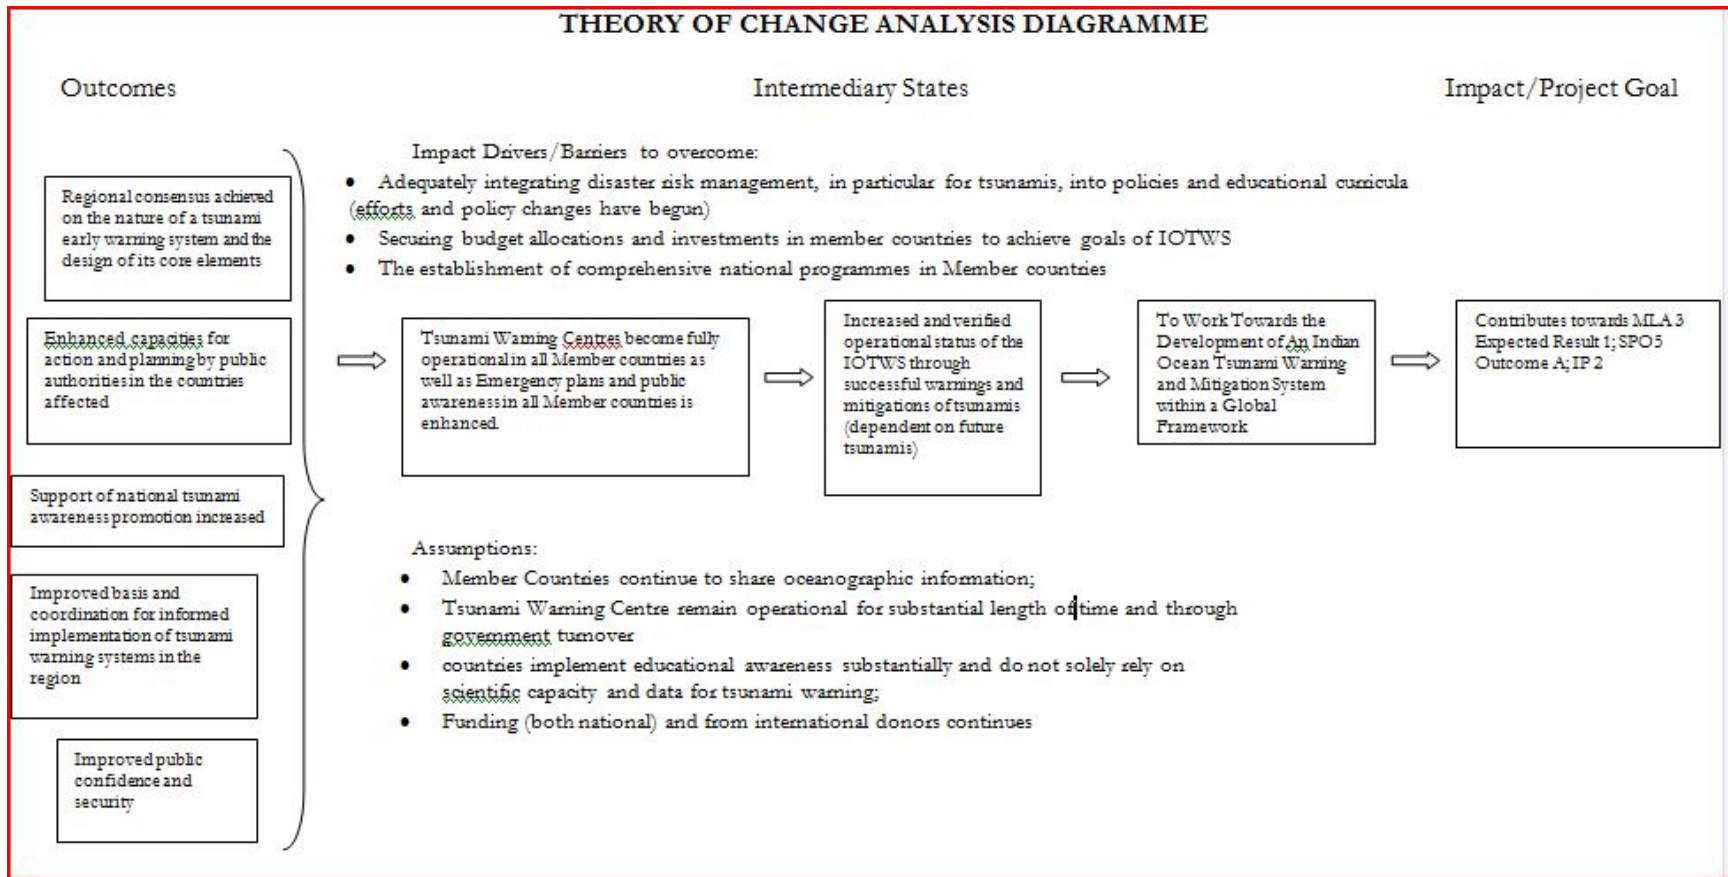 THEORY OF CHANGE ANALYSIS DIAGRAMME
Outcomes
Intermediary States
Impact/Project Goal
Impact Drivers/Barriers to overcome:
• Adequately integrating disaster risk management, in particular for tsunamis, into policies and educational curricula
(efforts and policy changes have begun)
• Securing budget allocations and investments in member countries to achieve goals of IOTWS
• The establishment of comprehensive national programmes in Member countries
Regional consensus achieved
on the nature of a tsunami
early warning system and the
design of its core elements
Enhanced capacities for
action and planning by public
authorities in the countries
affected
Support of national tsunami
awareness promotion increased
Improved basis and
coordination for informed
implementation of tsunami
warning systems in the
region
Improved public
confidence and
security
Tsunami Warning Centres become fully
operational in all Member countries as
well as Emergency plans and public
awareness in all Member countries is
enhanced.
Increased and verified
operational status of the
IOTWS through
successful warnings and
mitigations of tsunamis
(dependent on future
tsunamis)
To Work Towards the
Development of An Indian
Ocean Tsunami Warning
and Mitigation System
within a Global
Framework
Contributes towards MLA 3
Expected Result 1; SPO5
Outcome A; IP 2
Assumptions:
• Member Countries continue to share oceanographic information;
• Tsunami Warning Centre remain operational for substantial length of time and through
government turnover
• countries implement educational awareness substantially and do not solely rely on
scientific capacity and data for tsunami warning;
• Funding (both national) and from international donors continues